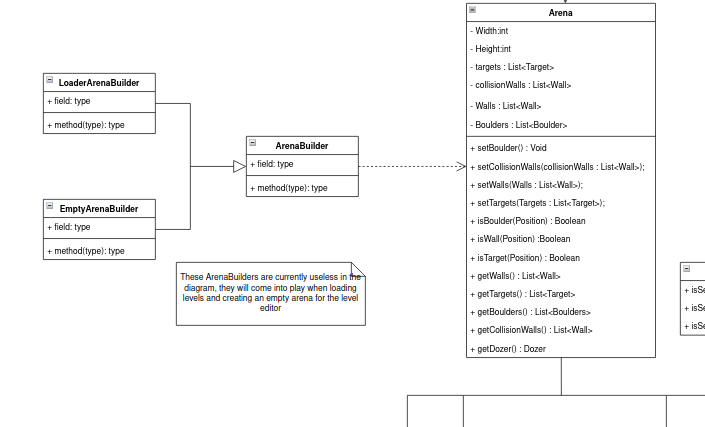 Arena
- Width:int
- Height:int
- targets : List<Target>
- collisionWalls : List<Wall>
- Walls : List<Wall>
- Boulders : List<Boulder>
+ setBoulder() : Void
+ setCollisionWalls(collisionWalls : List<Wall>);
+ setWalls(Walls : List<Wall>);
+ setTargets(Targets : List<Target>);
+ isBoulder(Position) : Boolean
+ isWall(Position) :Boolean
+ isTarget(Position) : Boolean
+ getWalls() : List<Wall>
+ getTargets() : List<Target>
+ getBoulders() : List<Boulders>
+ getCollisionWalls() : List<Wall>
+ getDozer() : Dozer
LoaderArenaBuilder
+ field: type
+ method(type): type
ArenaBuilder
+ field: type
+ method(type): type
EmptyArenaBuilder
+ field: type
+ method(type): type
These ArenaBuilders are currently useless in the
diagram, they will come into play when loading
levels and creating an empty arena for the level
editor
+ isSe
+ isSe
+ isSe